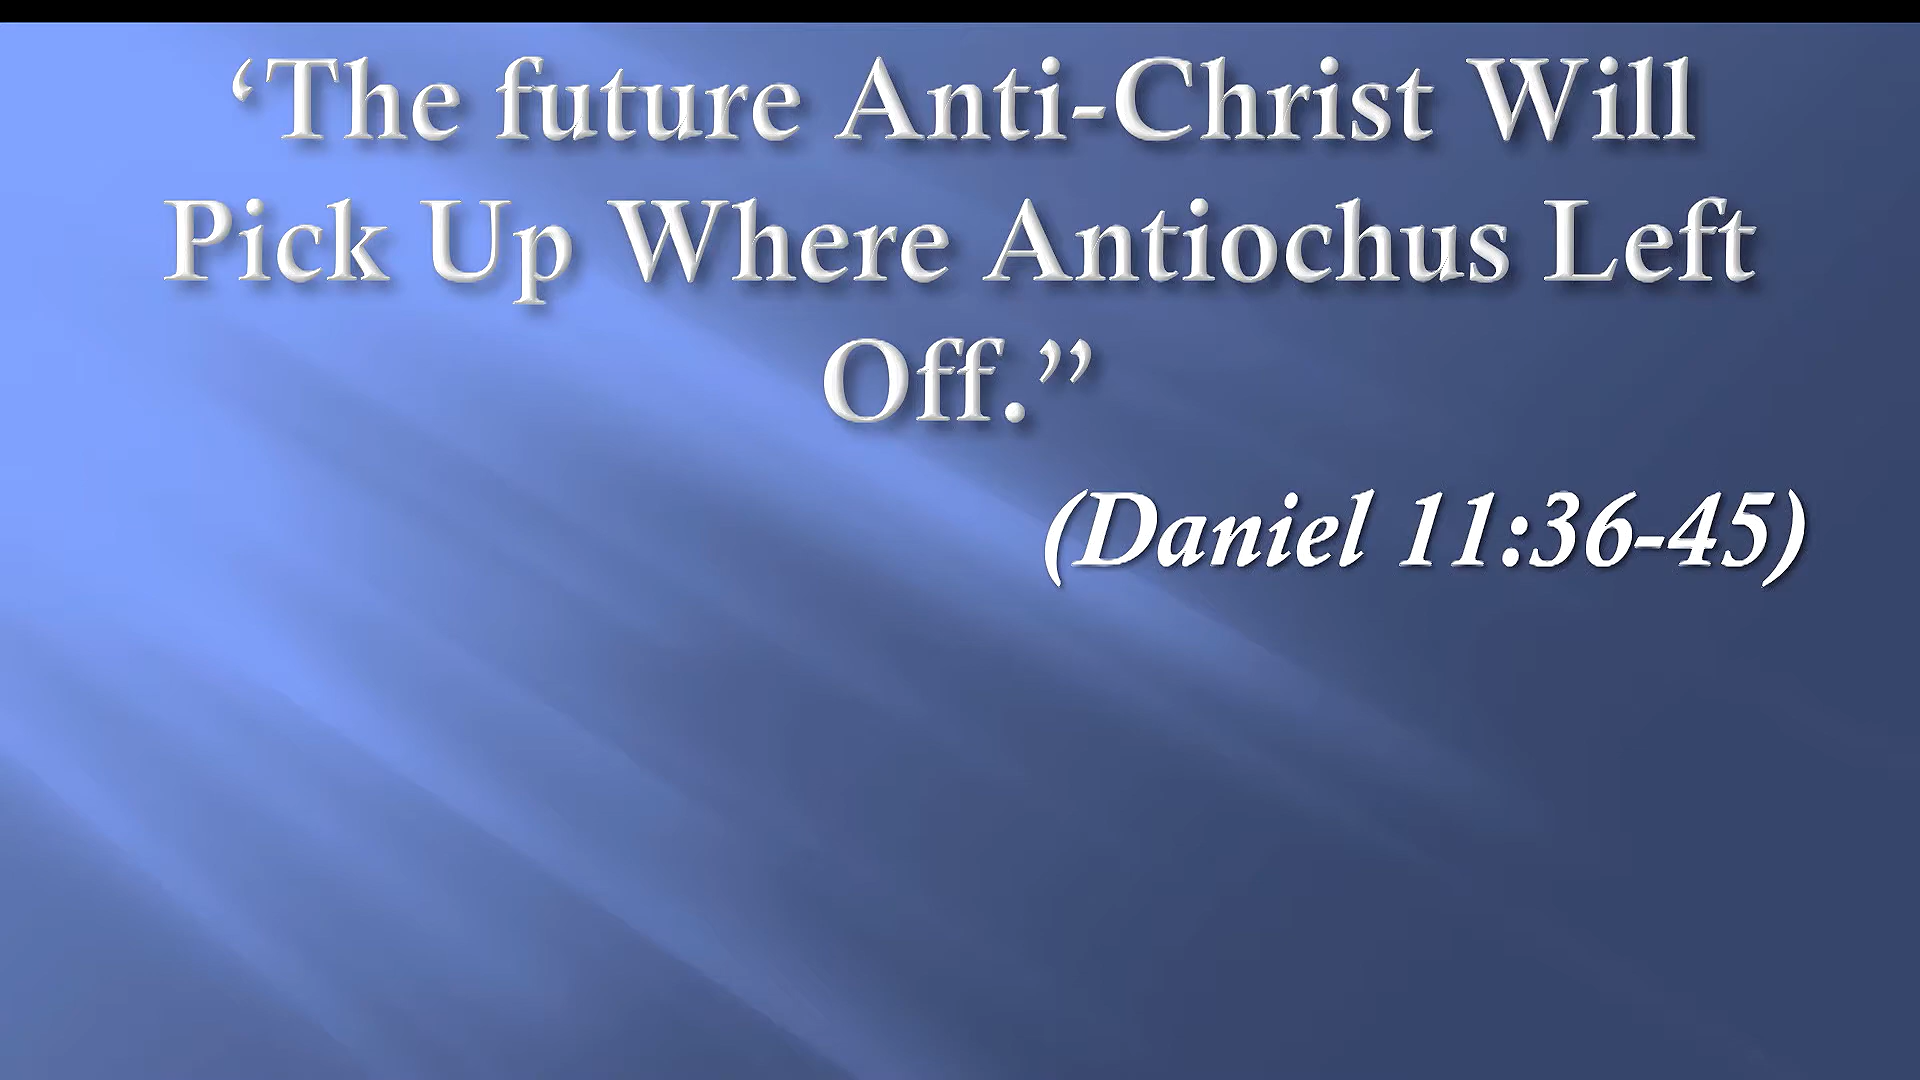 ‘The future Anti-Christ Will
Pick Up Where Antiochus Left
Off.”
(Daniel 11:36-45)